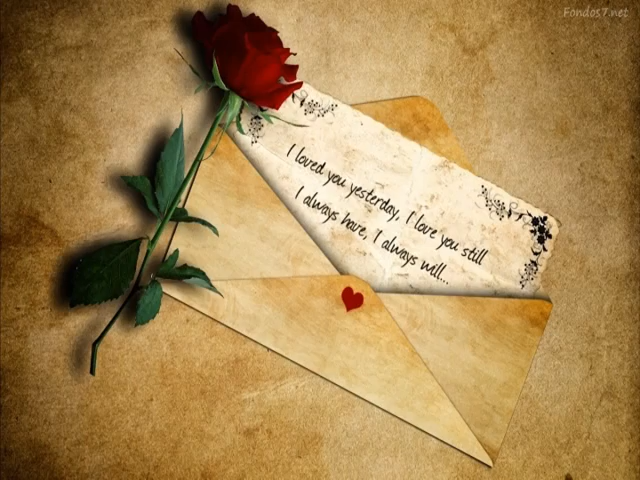 Fondos7.net
I loved you yesterday, I love you still
I always have, I always will...